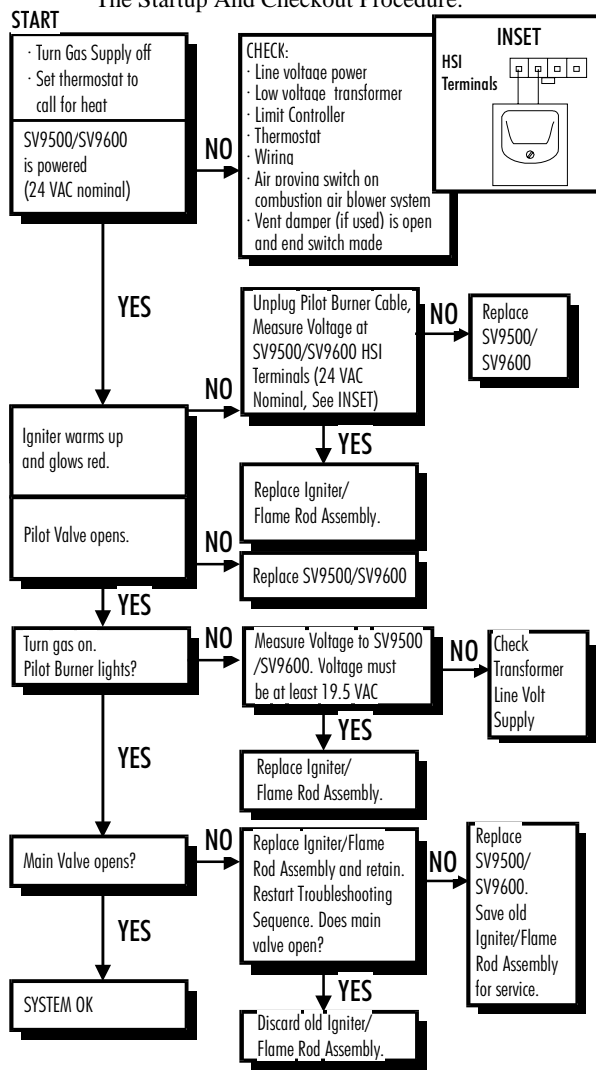 The Startup And Checkout Procedure.
START
· Turn Gas Supply off
· Set thermostat to
call for heat
SV9500/SV9600
is powered
(24 VAC nominal)
NO
CHECK:
· Line voltage power
· Low voltage transformer
· Limit Controller
· Thermostat
· Wiring
· Air proving switch on
combustion air blower system
· Vent damper (if used) is open
and end switch made
INSET
HSI
Terminals
YES
Igniter warms up
and glows red.
NO
Unplug Pilot Burner Cable,
Measure Voltage at
SV9500/SV9600 HSI
Terminals (24 VAC
Nominal, See INSET)
NO
Replace
SV9500/
SV9600
YES
Replace Igniter/
Flame Rod Assembly.
Pilot Valve opens.
NO
Replace SV9500/SV9600
YES
Turn gas on.
Pilot Burner lights?
NO
Measure Voltage to SV9500
/SV9600. Voltage must
be at least 19.5 VAC
NO
Check
Transformer
Line Volt
Supply
YES
Replace Igniter/
Flame Rod Assembly.
YES
Main Valve opens?
NO
Replace Igniter/Flame
Rod Assembly and retain.
Restart Troubleshooting
Sequence. Does main
valve open?
NO
Replace
SV9500/
SV9600.
Save old
Igniter/Flame
Rod Assembly
for service.
YES
SYSTEM OK
YES
Discard old Igniter/
Flame Rod Assembly.